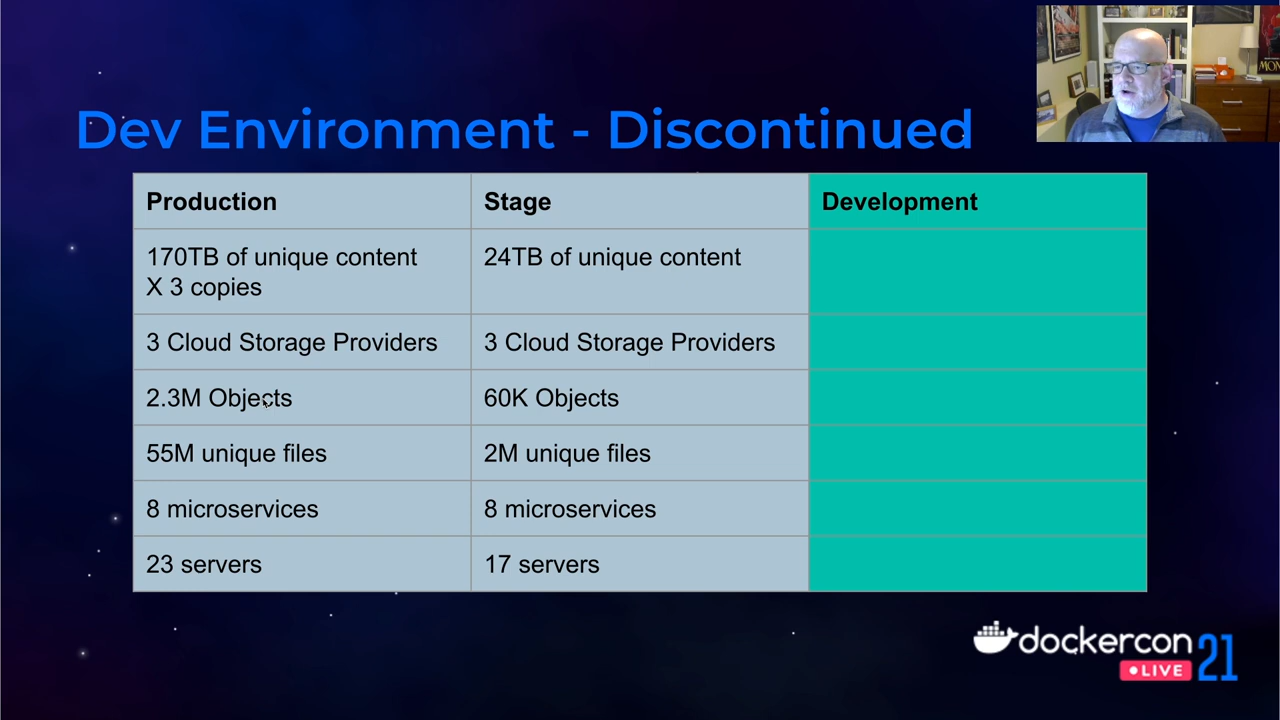 Dev Environment - Discontinued
Production
Stage
Development
170TB of unique content
X 3 copies
24TB of unique content
3 Cloud Storage Providers
3 Cloud Storage Providers
2.3M Objects
60K Objects
55M unique files
2M unique files
8 microservices
8 microservices
23 servers
17 servers
dockercon
LIVE
21